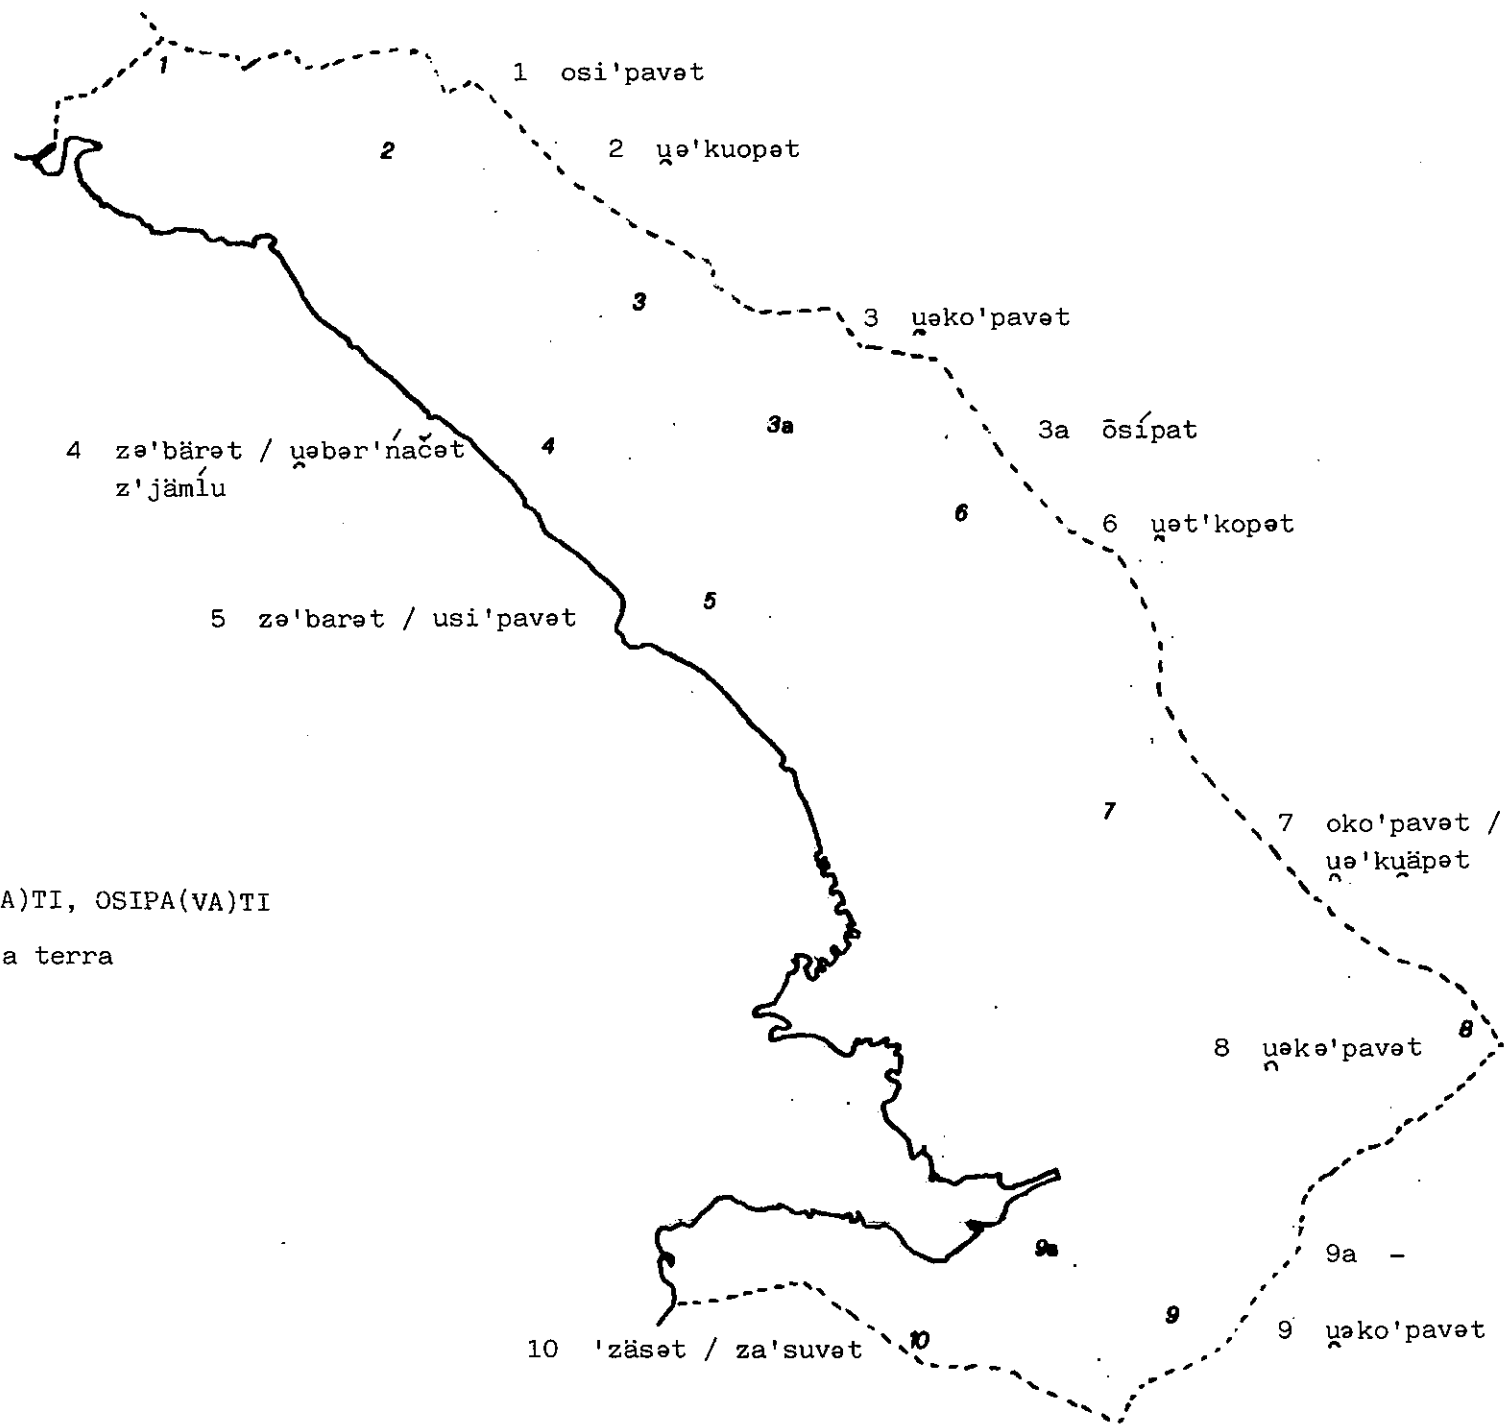 1
1 osi'pavət
2
2 u̯ə'kuopət
3
3 u̯əko'pavət
3a
3a ōsípat
4 zə'bärət / u̯əbər'ńačət
z'jämĺu
4
6
6 u̯ət'kopət
5
5 zə'barət / usi'pavət
7
7 oko'pavət /
u̯ə'ku̯äpət
A)TI, OSIPA(VA)TI
a terra
8
8 u̯əkə'pavət
9a
9a –
9
9 u̯əko'pavət
10 'zäsət / za'suvət
10